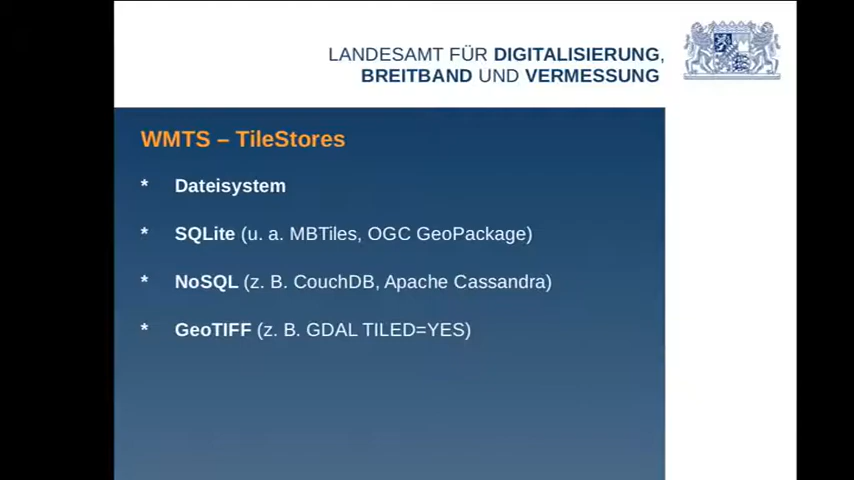 LANDESAMT FÜR DIGITALISIERUNG,
BREITBAND UND VERMESSUNG
WMTS – TileStores
* Dateisystem
* SQLite (u. a. MBTiles, OGC GeoPackage)
* NoSQL (z. B. CouchDB, Apache Cassandra)
* GeoTIFF (z. B. GDAL TILED=YES)